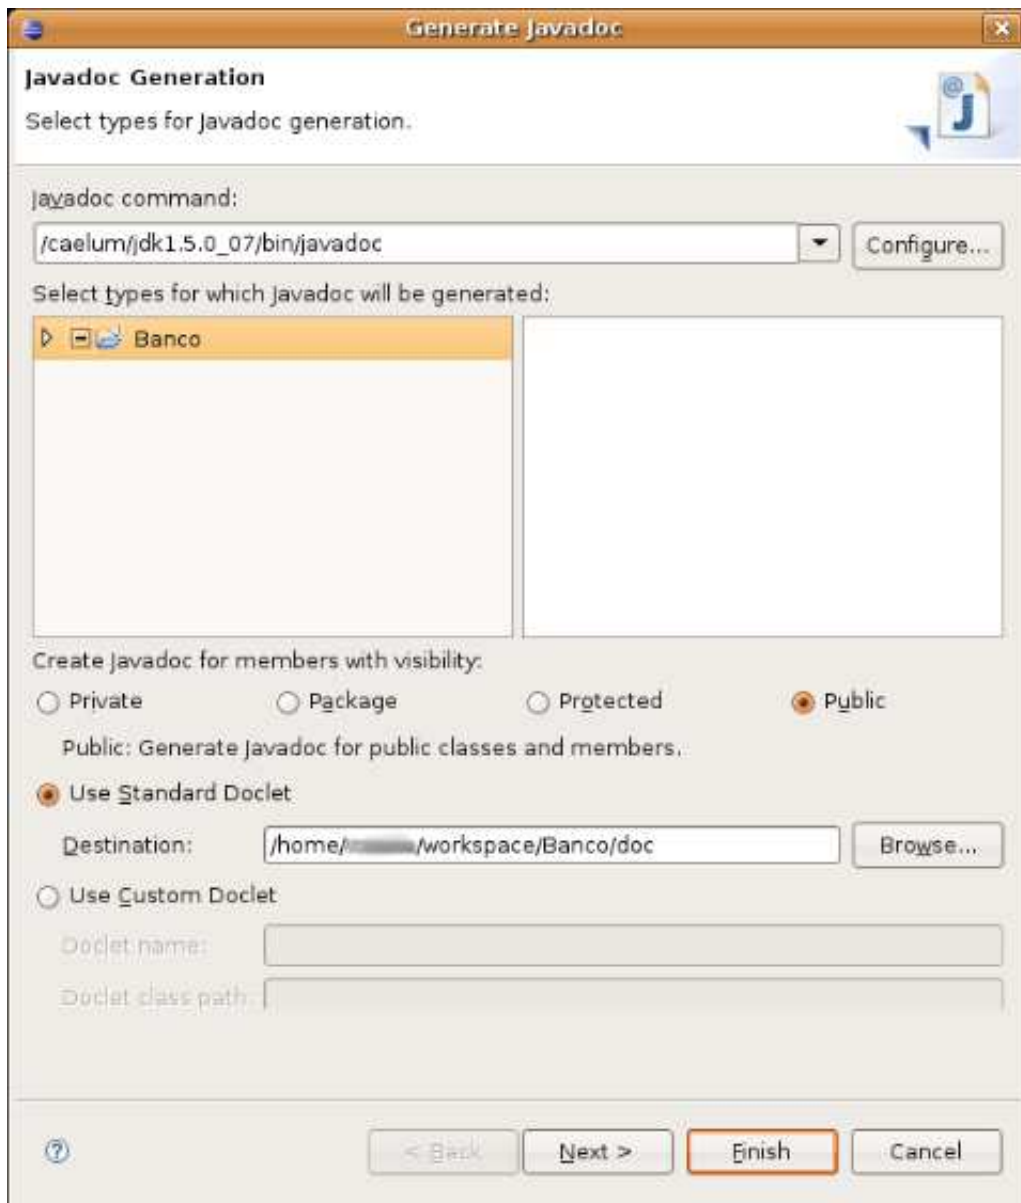 Generate Javadoc
Javadoc Generation
Select types for Javadoc generation.
Javadoc command:
/caelum/jdk1.5.0_07/bin/javadoc
Configure...
Select types for which Javadoc will be generated:
Banco
Create Javadoc for members with visibility:
Private Package Protected Public
Public: Generate Javadoc for public classes and members.
Use Standard Doclet
Destination: /home/ /workspace/Banco/doc Browse...
Use Custom Doclet
Doclet name:
Doclet class path
< Back Next > Finish Cancel